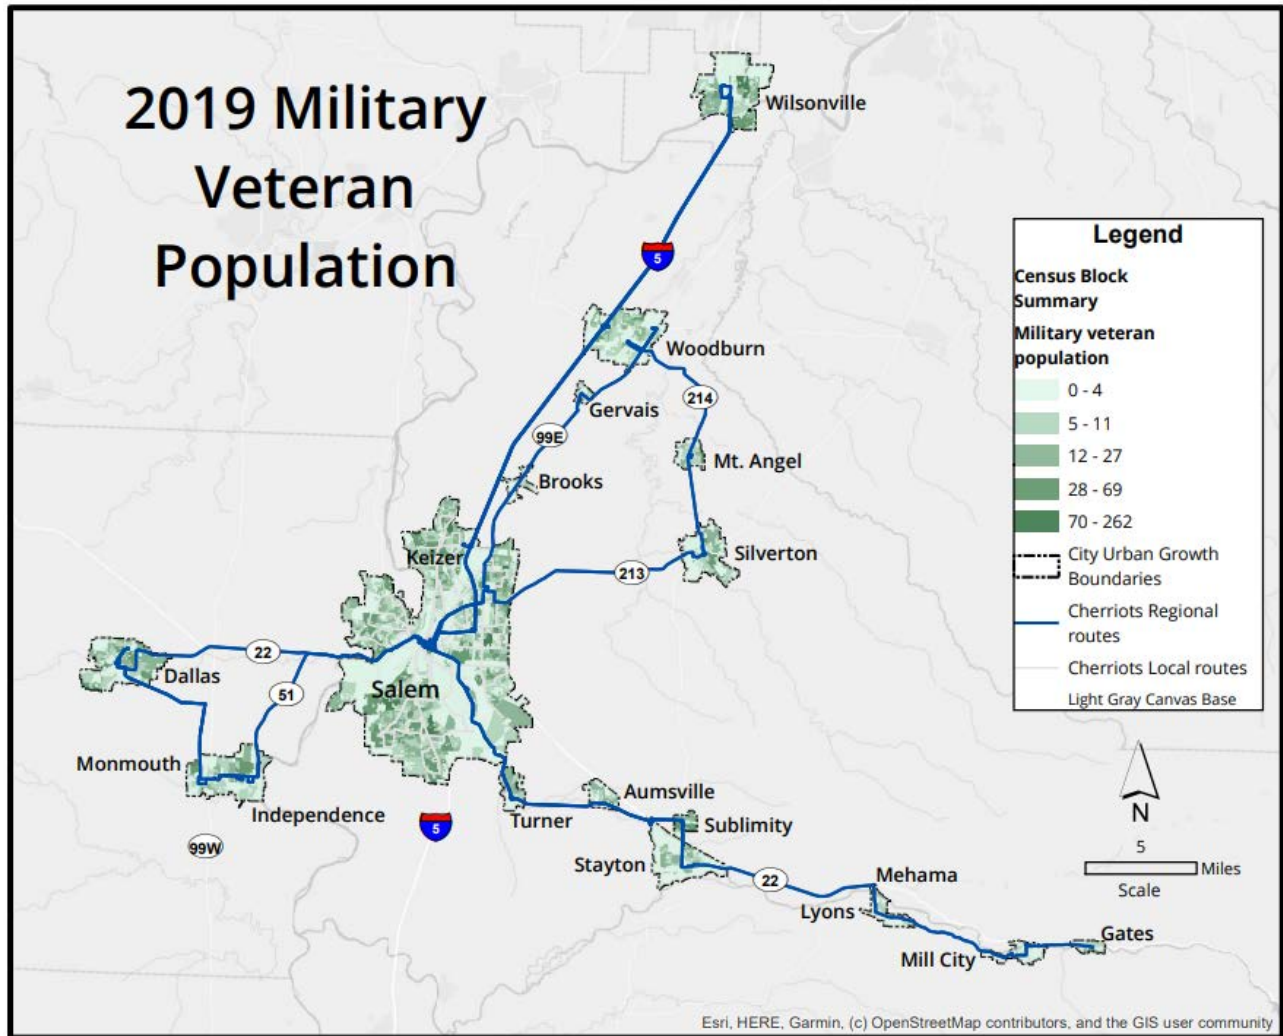 2019 Military
Veteran
Population
Wilsonville
5
Legend
Census Block
Summary
Military veteran
population
0 - 4
5 - 11
12 - 27
28 - 69
70 - 262
City Urban Growth
Boundaries
Cherriots Regional
routes
Cherriots Local routes
Light Gray Canvas Base
Woodburn
214
Gervais
99E
Mt. Angel
Brooks
Keizer
Silverton
213
22
Dallas
51
Salem
Monmouth
Independence
99W
5
Turner
Aumsville
Sublimity
Stayton
22
Mehama
Lyons
Mill City
Gates
N
5
Miles
Scale
Esri, HERE, Garmin, (c) OpenStreetMap contributors, and the GIS user community